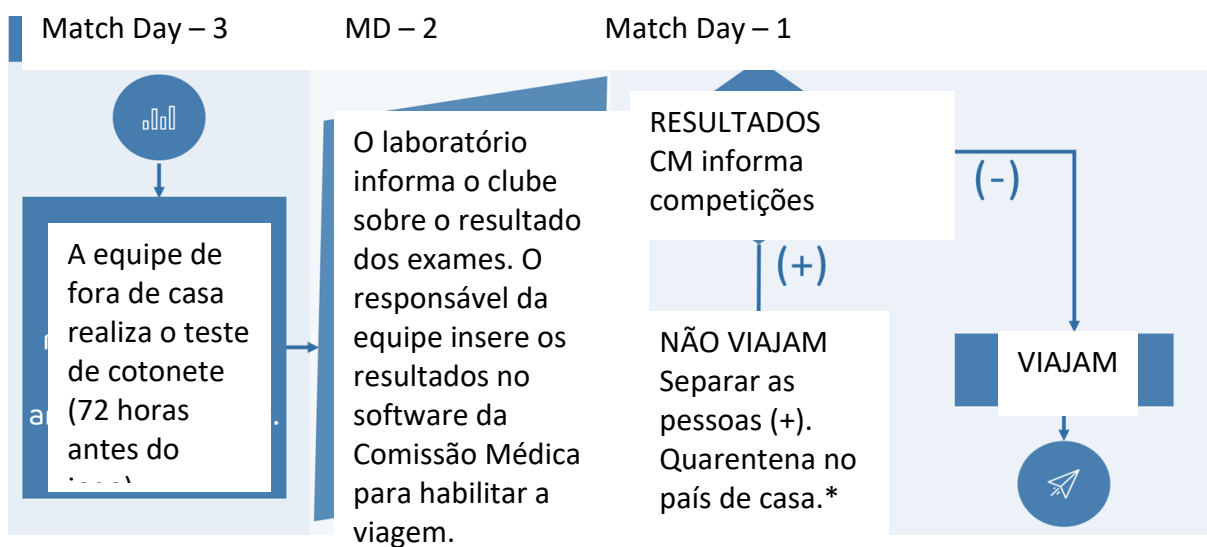 Match Day – 3
MD – 2
Match Day – 1
A equipe de
fora de casa
realiza o teste
de cotonete
(72 horas
antes do
O laboratório
informa o clube
sobre o resultado
dos exames. O
responsável da
equipe insere os
resultados no
software da
Comissão Médica
para habilitar a
viagem.
RESULTADOS
CM informa
competições
(-)
(+)
NÃO VIAJAM
Separar as
pessoas (+).
Quarentena no
país de casa.*
VIAJAM